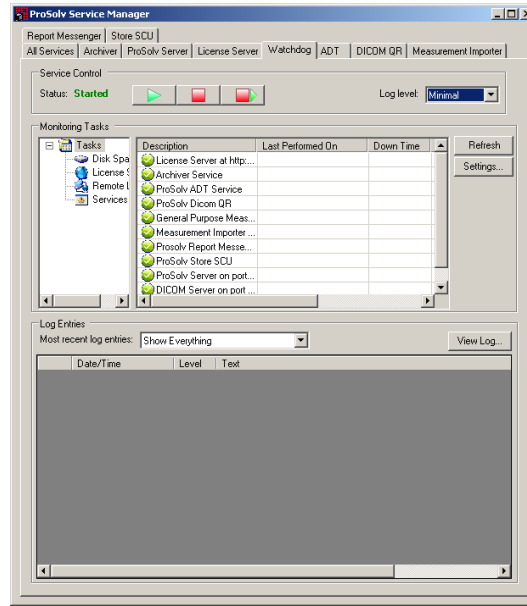 ProSolv Service Manager
Report Messenger Store SCU
All Services Archiver ProSolv Server License Server Watchdog ADT DICOM QR Measurement Importer
Service Control
Status: Started Log level: Minimal
Monitoring Tasks
Tasks Description Last Performed On Down Time Refresh
Disk Spa License Server at http:...
License S Archiver Service Settings...
Remote L ProSolv ADT Service
Services ProSolv Dicom QR
General Purpose Meas...
Measurement Importer ...
Prosolv Report Messe...
ProSolv Store SCU
ProSolv Server on port...
DICOM Server on port ...
Log Entries
Most recent log entries: Show Everything View Log...
Date/Time Level Text